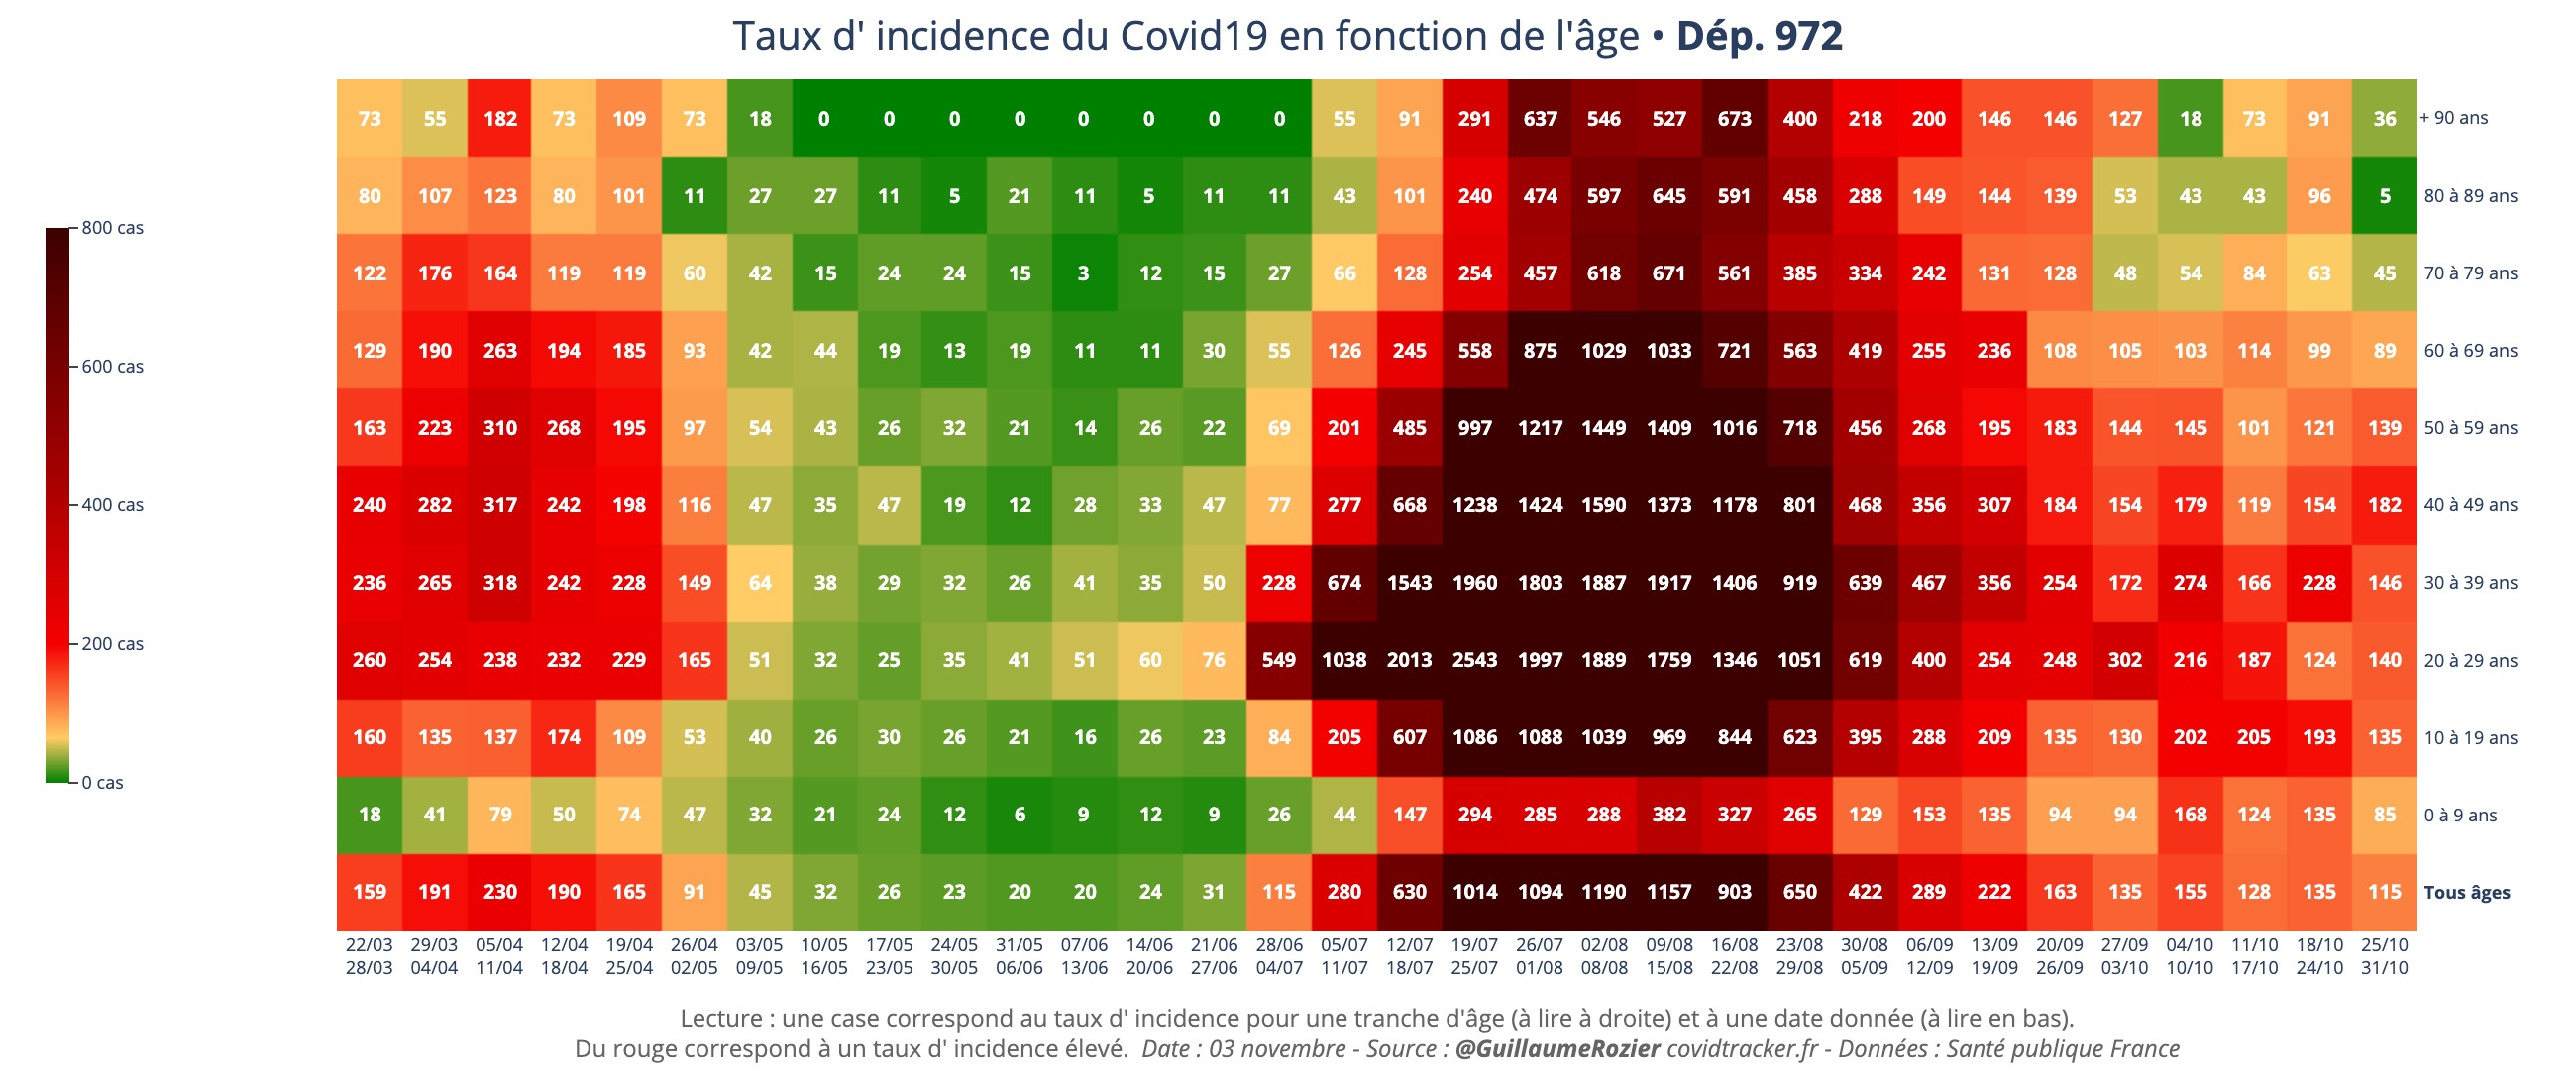 Taux d' incidence du Covid19 en fonction de l'âge • Dép. 972
73 55 182 73 109 73 18 0 0 0 0 0 0 0 0 55 91 291 637 546 527 673 400 218 200 146 146 127 18 73 91 36 + 90 ans
80 107 123 80 101 11 27 27 11 5 21 11 5 11 11 43 101 240 474 597 645 591 458 288 149 144 139 53 43 43 96 5 80 à 89 ans
800 cas
122 176 164 119 119 60 42 15 24 24 15 3 12 15 27 66 128 254 457 618 671 561 385 334 242 131 128 48 54 84 63 45 70 à 79 ans
129 190 263 194 185 93 42 44 19 13 19 11 11 30 55 126 245 558 875 1029 1033 721 563 419 255 236 108 105 103 114 99 89 60 à 69 ans
600 cas
163 223 310 268 195 97 54 43 26 32 21 14 26 22 69 201 485 997 1217 1449 1409 1016 718 456 268 195 183 144 145 101 121 139 50 à 59 ans
400 cas
240 282 317 242 198 116 47 35 47 19 12 28 33 47 77 277 668 1238 1424 1590 1373 1178 801 468 356 307 184 154 179 119 154 182 40 à 49 ans
236 265 318 242 228 149 64 38 29 32 26 41 35 50 228 674 1543 1960 1803 1887 1917 1406 919 639 467 356 254 172 274 166 228 146 30 à 39 ans
200 cas
260 254 238 232 229 165 51 32 25 35 41 51 60 76 549 1038 2013 2543 1997 1889 1759 1346 1051 619 400 254 248 302 216 187 124 140 20 à 29 ans
160 135 137 174 109 53 40 26 30 26 21 16 26 23 84 205 607 1086 1088 1039 969 844 623 395 288 209 135 130 202 205 193 135 10 à 19 ans
0 cas
18 41 79 50 74 47 32 21 24 12 6 9 12 9 26 44 147 294 285 288 382 327 265 129 153 135 94 94 168 124 135 85 0 à 9 ans
159 191 230 190 165 91 45 32 26 23 20 20 24 31 115 280 630 1014 1094 1190 1157 903 650 422 289 222 163 135 155 128 135 115 Tous âges
22/03 29/03 05/04 12/04 19/04 26/04 03/05 10/05 17/05 24/05 31/05 07/06 14/06 21/06 28/06 05/07 12/07 19/07 26/07 02/08 09/08 16/08 23/08 30/08 06/09 13/09 20/09 27/09 04/10 11/10 18/10 25/10
28/03 04/04 11/04 18/04 25/04 02/05 09/05 16/05 23/05 30/05 06/06 13/06 20/06 27/06 04/07 11/07 18/07 25/07 01/08 08/08 15/08 22/08 29/08 05/09 12/09 19/09 26/09 03/10 10/10 17/10 24/10 31/10
Lecture : une case correspond au taux d' incidence pour une tranche d'âge (à lire à droite) et à une date donnée (à lire en bas).
Du rouge correspond à un taux d' incidence élevé. Date : 03 novembre - Source : @GuillaumeRozier covidtracker.fr - Données : Santé publique France